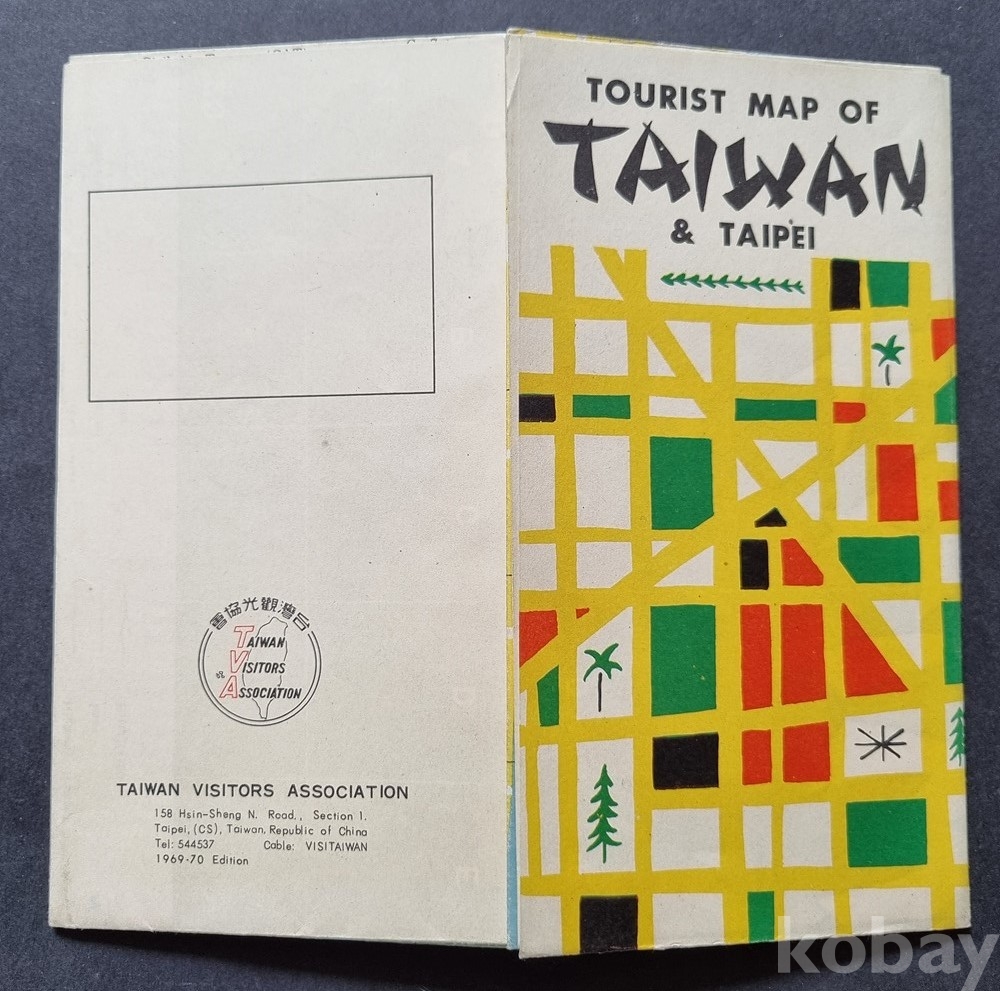 會協光觀灣台
TAIWAN
VISITORS
ASSOCIATION
TAIWAN VISITORS ASSOCIATION
158 Hsin-Sheng N. Road., Section 1.
Taipei, (CS), Taiwan, Republic of China
Tel: 544537 Cable: VISITAIWAN
1969-70 Edition
TOURIST MAP OF
TAIWAN
& TAIPEI
kobay